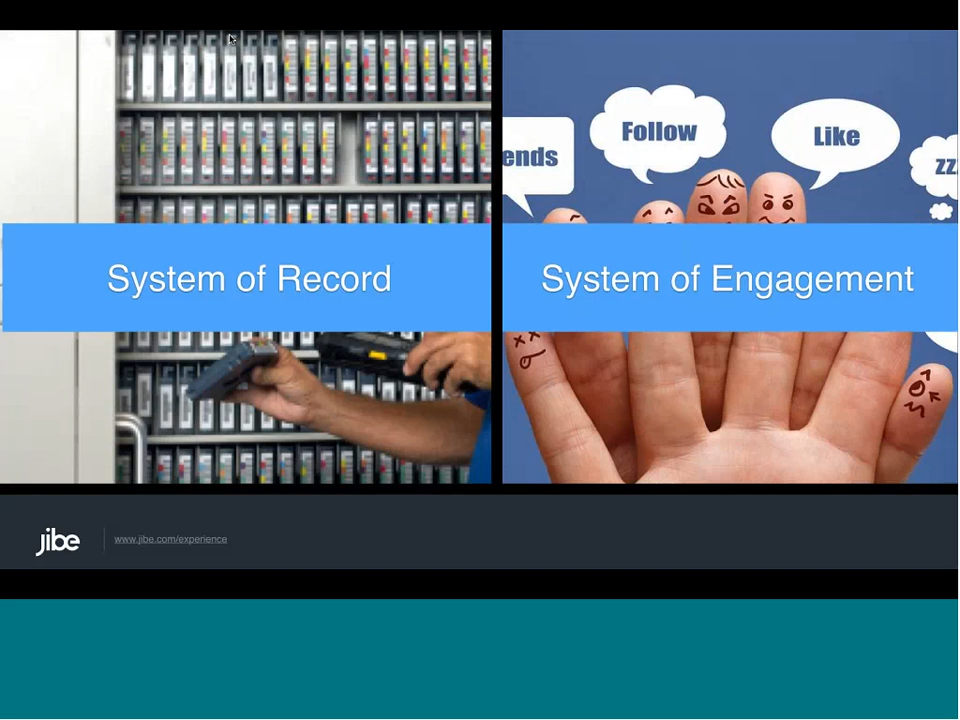 ends
Follow
Like
System of Record
System of Engagement
jibe
www.jibe.com/experience